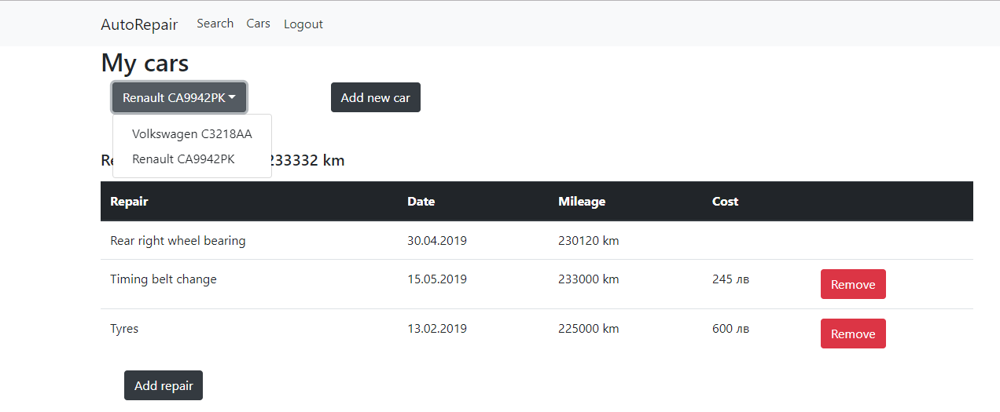 AutoRepair Search Cars Logout
My cars
Renault CA9942PK Add new car
Volkswagen C3218AA
Renault CA9942PK
233332 km
Repair Date Mileage Cost
Rear right wheel bearing 30.04.2019 230120 km
Timing belt change 15.05.2019 233000 km 245 лв Remove
Tyres 13.02.2019 225000 km 600 лв Remove
Add repair